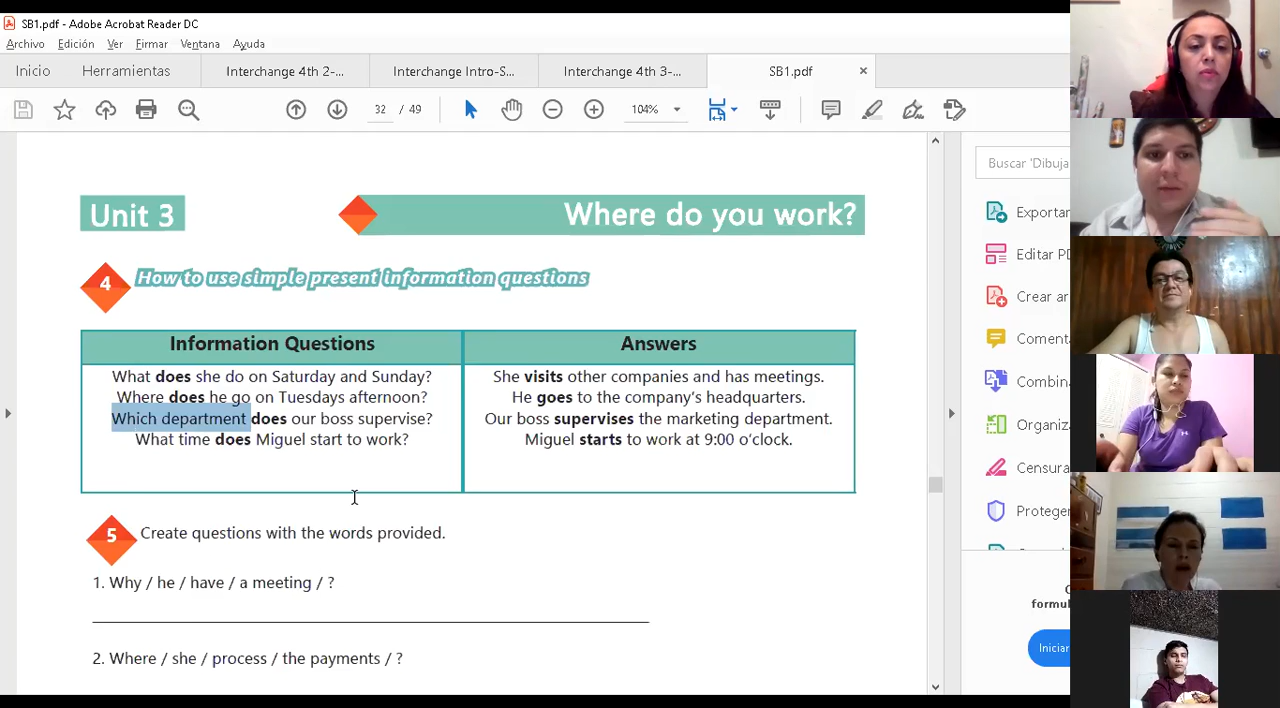 SB1.pdf - Adobe Acrobat Reader DC
Archivo Edición Ver Firmar Ventana Ayuda
Inicio Herramientas Interchange 4th 2-... Interchange Intro-S... Interchange 4th 3-... SB1.pdf
32 / 49 104%
Buscar 'Dibuja
Unit 3 Where do you work?
4 How to use simple present information questions
Information Questions Answers
What does she do on Saturday and Sunday? She visits other companies and has meetings.
Where does he go on Tuesdays afternoon? He goes to the company's headquarters.
Which department does our boss supervise? Our boss supervises the marketing department.
What time does Miguel start to work? Miguel starts to work at 9:00 o'clock.
5 Create questions with the words provided.
1. Why / he / have / a meeting / ?
2. Where / she / process / the payments / ?
Exportar
Editar PD
Crear ar
Comenta
Combin
Organiz
Censura
Proteger
formul
Iniciar